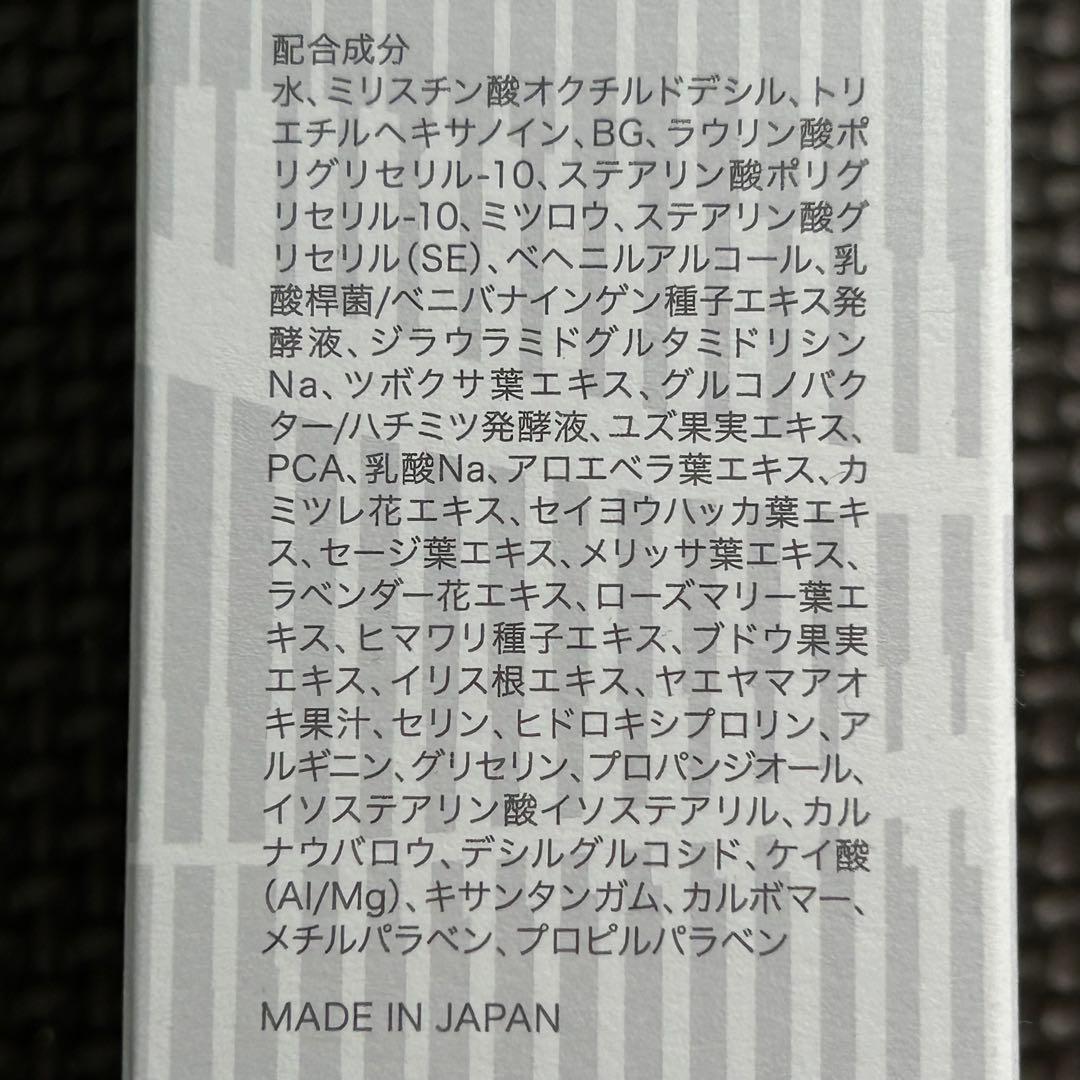 配合成分
水、ミリスチン酸オクチルドデシル、トリ
エチルヘキサノイン、BG、ラウリン酸ポ
リグリセリル-10、ステアリン酸ポリグ
リセリル-10、ミツロウ、ステアリン酸グ
リセリル(SE)、ベヘニルアルコール、乳
酸桿菌/ベニバナインゲン種子エキス発
酵液、ジラウラミドグルタミドリシン
Na、ツボクサ葉エキス、グルコノバク
ター/ハチミツ発酵液、ユズ果実エキス、
PCA、乳酸Na、アロエベラ葉エキス、カ
ミツレ花エキス、セイヨウハッカ葉エキ
ス、セージ葉エキス、メリッサ葉エキス、
ラベンダー花エキス、ローズマリー葉エ
キス、ヒマワリ種子エキス、ブドウ果実
エキス、イリス根エキス、ヤエヤマアオ
キ果汁、セリン、ヒドロキシプロリン、ア
ルギニン、グリセリン、プロパンジオール、
イソステアリン酸イソステアリル、カル
ナウバロウ、デシルグルコシド、ケイ酸
(Al/Mg)、キサンタンガム、カルボマー、
メチルパラベン、プロピルパラベン
MADE IN JAPAN